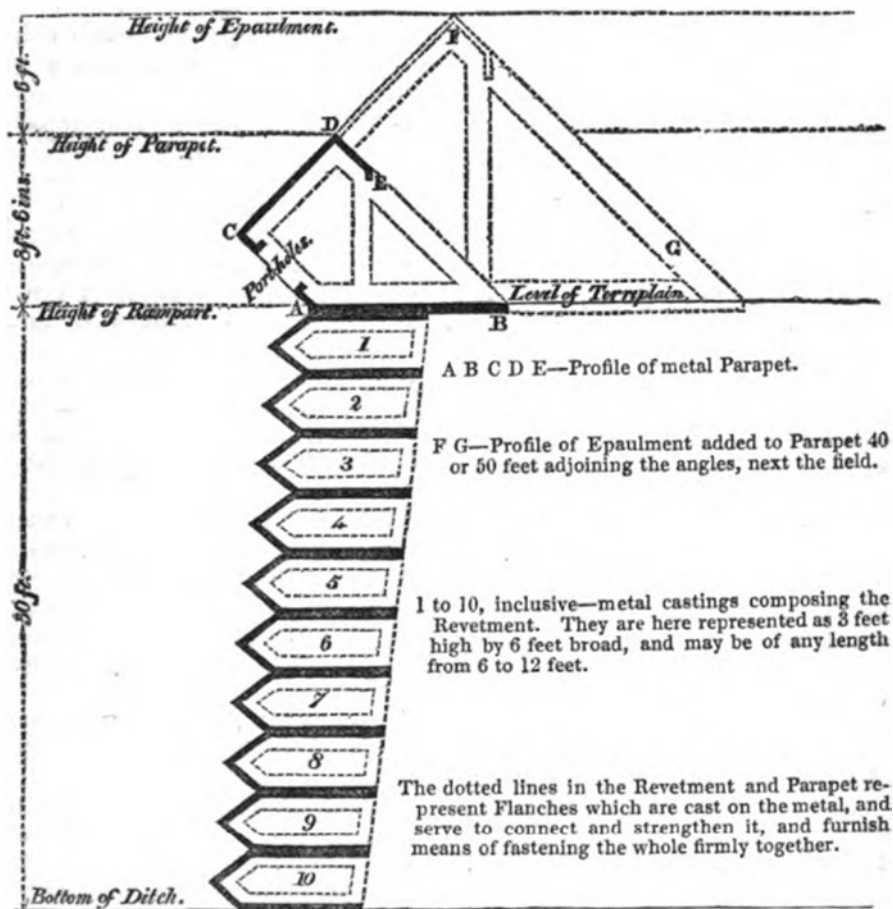 Height of Epaulment.
F
6 ft.
D
Height of Parapet.
E
8ft. 6 ins.
C
Portholes.
G
Level of Terreplain.
Height of Rampart.
A
B
1
A B C D E—Profile of metal Parapet.
2
F G—Profile of Epaulment added to Parapet 40
or 50 feet adjoining the angles, next the field.
3
4
5
30 ft.
1 to 10, inclusive—metal castings composing the
Revetment. They are here represented as 3 feet
high by 6 feet broad, and may be of any length
from 6 to 12 feet.
6
7
8
The dotted lines in the Revetment and Parapet re-
present Flanches which are cast on the metal, and
serve to connect and strengthen it, and furnish
means of fastening the whole firmly together.
9
10
Bottom of Ditch.